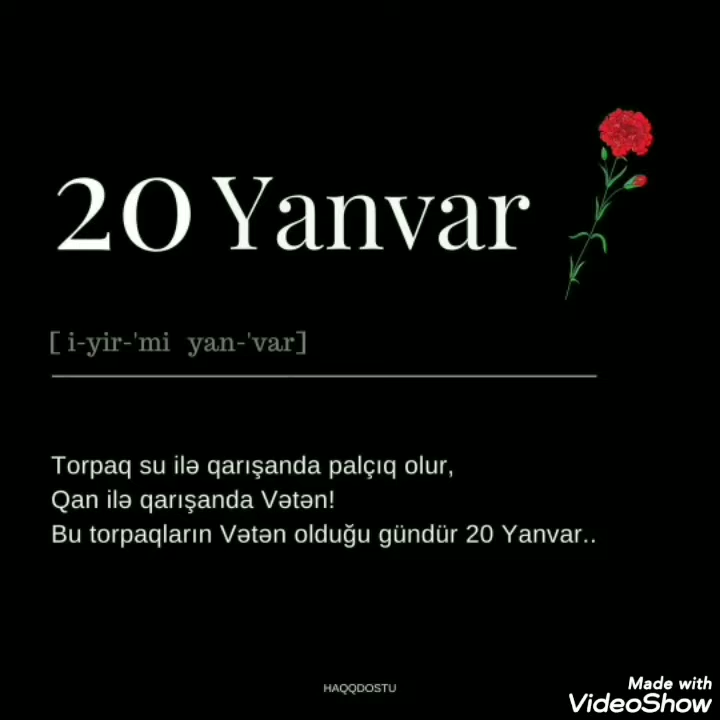 20 Yanvar
[ i-yir-'mi yan-'var]
Torpaq su ilə qarışanda palçıq olur,
Qan ilə qarışanda Vətən!
Bu torpaqların Vətən olduğu gündür 20 Yanvar..
HAQQDOSTU
Made with
VideoShow